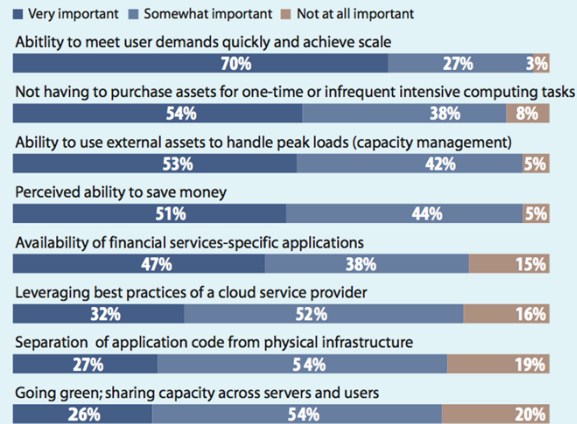 Very important Somewhat important Not at all important
Abitlity to meet user demands quickly and achieve scale
70% 27% 3%
Not having to purchase assets for one-time or infrequent intensive computing tasks
54% 38% 8%
Ability to use external assets to handle peak loads (capacity management)
53% 42% 5%
Perceived ability to save money
51% 44% 5%
Availability of financial services-specific applications
47% 38% 15%
Leveraging best practices of a cloud service provider
32% 52% 16%
Separation of application code from physical infrastructure
27% 54% 19%
Going green; sharing capacity across servers and users
26% 54% 20%